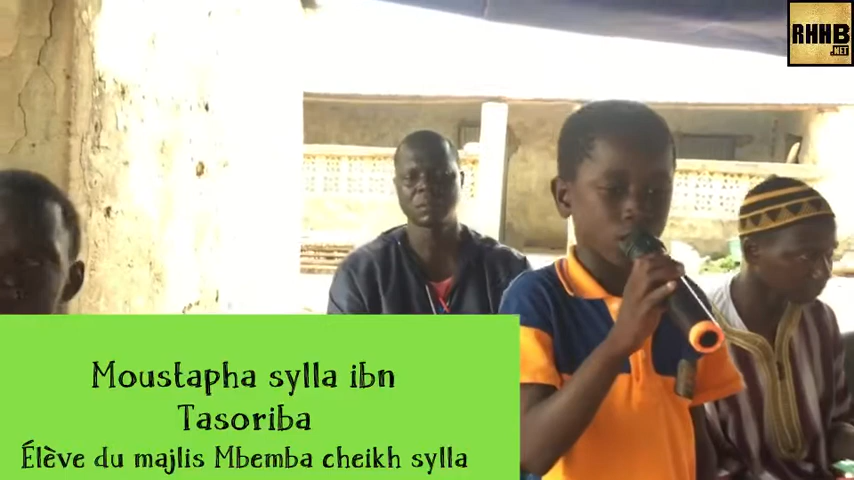 RHHB
.NET
Moustapha sylla ibn
Tasoriba
Élève du majlis Mbemba cheikh sylla